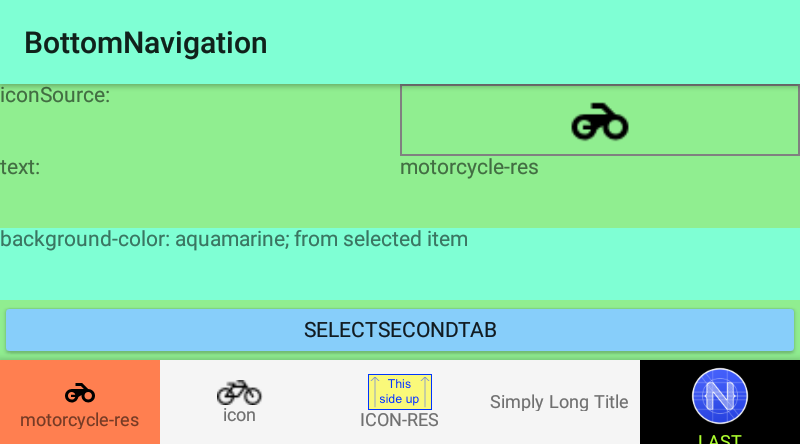 BottomNavigation
iconSource:
text:
motorcycle-res
background-color: aquamarine; from selected item
SELECTSECONDTAB
motorcycle-res
icon
This
side up
ICON-RES
Simply Long Title
N
LAST